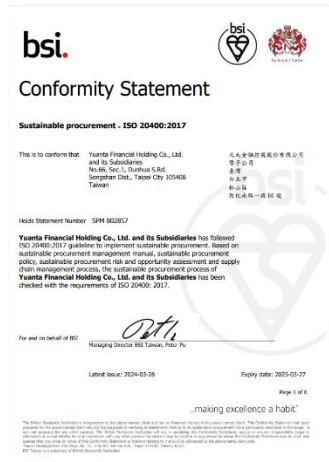 bsi.
bsi
By Royal Charter
Conformity Statement
Sustainable procurement - ISO 20400:2017
This is to conform that
Yuanta Financial Holding Co., Ltd.
and its Subsidiaries
No.66, Sec.1, Dunhua S.Rd.
Songshan Dist., Taipei City 105408
Taiwan
元大金融控股股份有限公司
暨子公司
臺灣
台北市
松山區
敦化南路一段 66 號
Holds Statement Number SPM 802857
Yuanta Financial Holding Co., Ltd. and its Subsidiaries has followed
ISO 20400:2017 guideline to implement sustainable procurement. Based on
sustainable procurement management manual, sustainable procurement
policy, sustainable procurement risk and opportunity assessment and supply
chain management process, the sustainable procurement process of
Yuanta Financial Holding Co., Ltd. and its Subsidiaries has been
checked with the requirements of ISO 20400: 2017.
For and on behalf of BSI
Managing Director BSI Taiwan, Peter Pu
Latest issue: 2024-03-28
Expiry date: 2025-03-27
Page 1 of 6
...making excellence a habit™